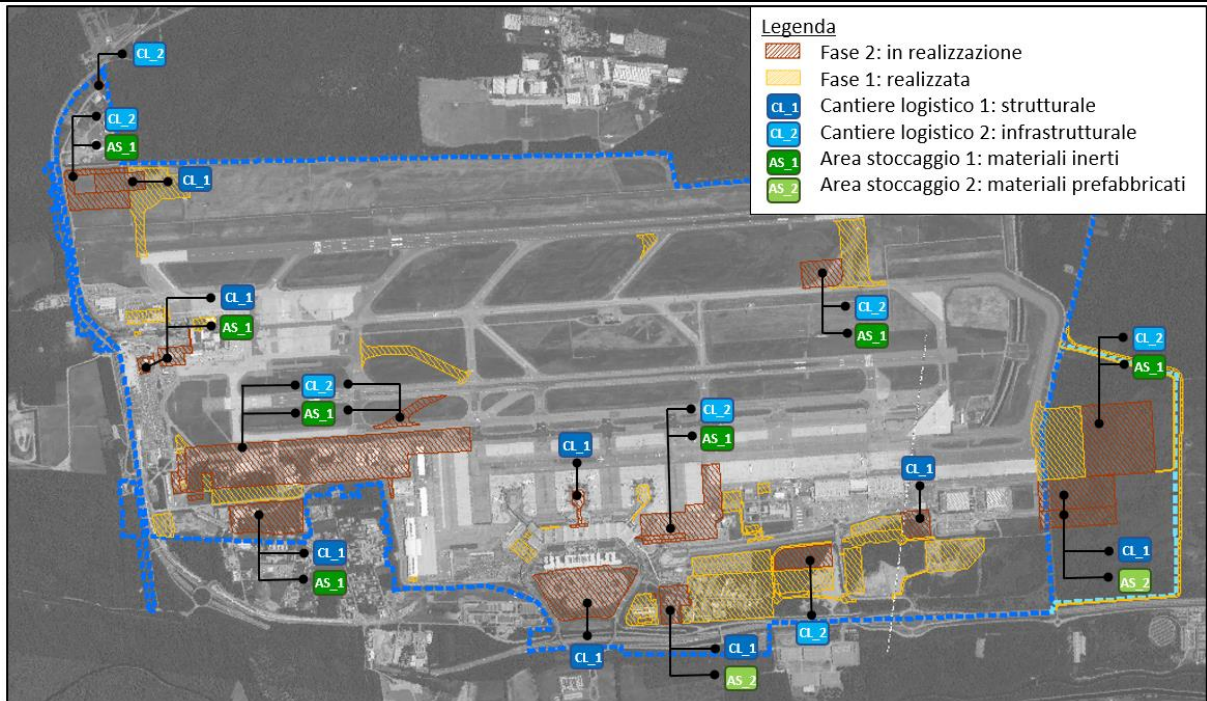 Legenda
Fase 2: in realizzazione
Fase 1: realizzata
CL_1 Cantiere logistico 1: strutturale
CL_2 Cantiere logistico 2: infrastrutturale
AS_1 Area stoccaggio 1: materiali inerti
AS_2 Area stoccaggio 2: materiali prefabbricati
CL_2
CL_2
AS_1
CL_1
CL_1
AS_1
CL_2
AS_1
CL_2
AS_1
CL_2
AS_1
CL_2
AS_1
CL_1
CL_1
CL_1
AS_1
CL_1
AS_2
CL_2
CL_1
CL_1
AS_2